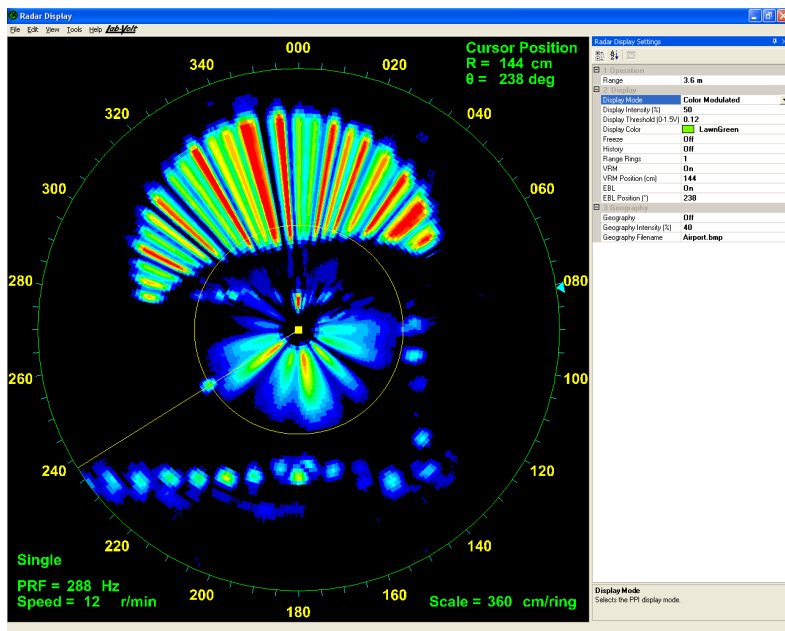 Radar Display
File Edit View Tools Help Lab-Volt
000
020
040
060
080
100
120
140
160
180
200
220
240
260
280
300
320
340
Cursor Position
R = 144 cm
θ = 238 deg
Single
PRF = 288 Hz
Speed = 12 r/min
Scale = 360 cm/ring
Radar Display Settings
1 Operation
Range 3.6 m
2 Display
Display Mode Color Modulated
Display Intensity (%) 50
Display Threshold (0-1.5V) 0.12
Display Color LawnGreen
Freeze Off
History Off
Range Rings 1
VRM On
VRM Position (cm) 144
EBL On
EBL Position (°) 238
3 Geography
Geography Off
Geography Intensity (%) 40
Geography Filename Airport.bmp
Display Mode
Selects the PPI display mode.